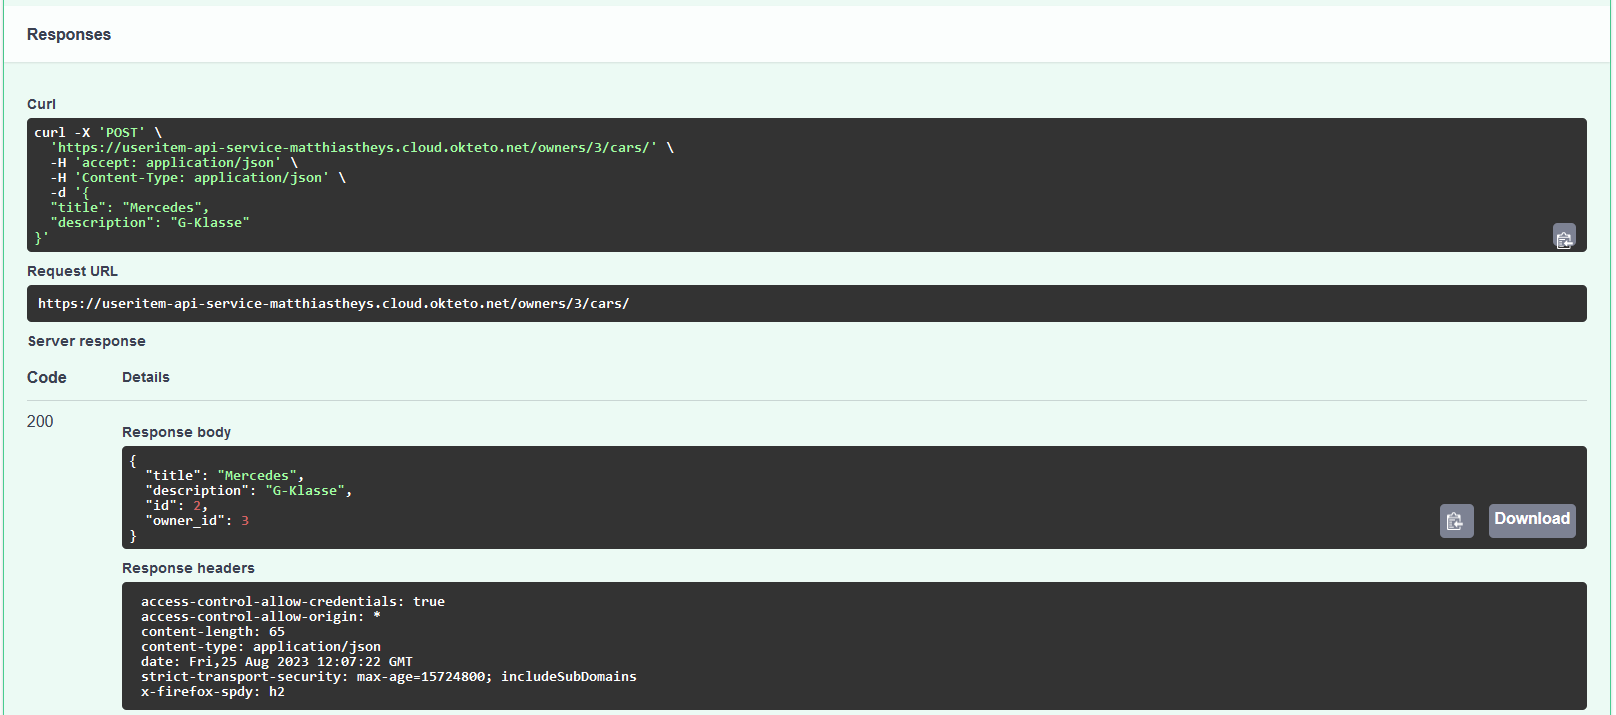 Responses
Curl
curl -X 'POST' \
  'https://useritem-api-service-matthiastheys.cloud.okteto.net/owners/3/cars/' \
  -H 'accept: application/json' \
  -H 'Content-Type: application/json' \
  -d '{
  "title": "Mercedes",
  "description": "G-Klasse"
}'
Request URL
https://useritem-api-service-matthiastheys.cloud.okteto.net/owners/3/cars/
Server response
Code Details
200
Response body
{
  "title": "Mercedes",
  "description": "G-Klasse",
  "id": 2,
  "owner_id": 3
}
Download
Response headers
access-control-allow-credentials: true
access-control-allow-origin: *
content-length: 65
content-type: application/json
date: Fri,25 Aug 2023 12:07:22 GMT
strict-transport-security: max-age=15724800; includeSubDomains
x-firefox-spdy: h2